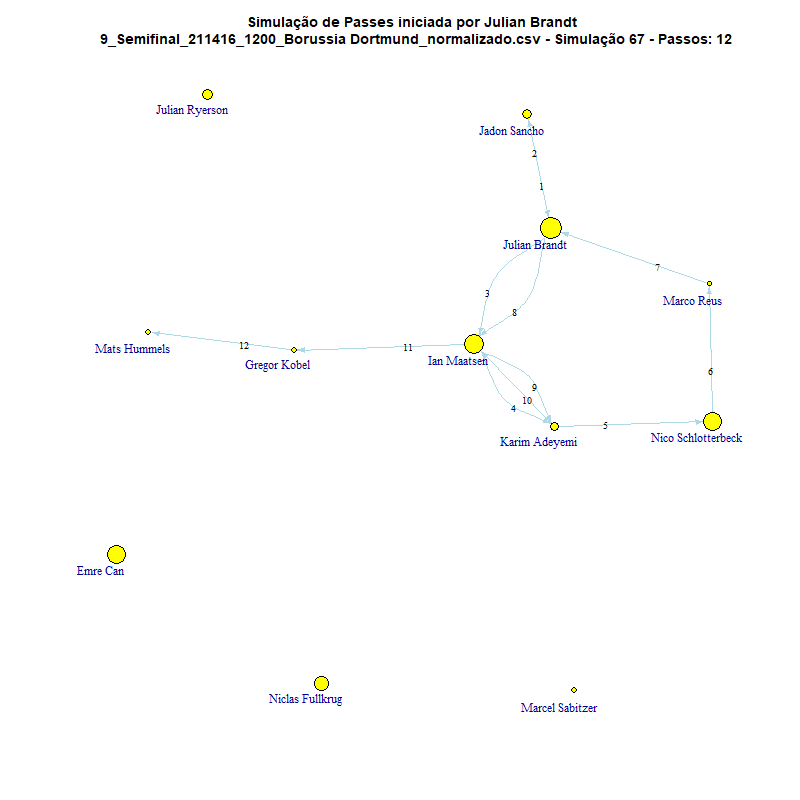 Simulação de Passes iniciada por Julian Brandt
9_Semifinal_211416_1200_Borussia Dortmund_normalizado.csv - Simulação 67 - Passos: 12
Julian Ryerson
Jadon Sancho
2
1
Julian Brandt
7
3
Marco Reus
8
Mats Hummels
12
11
Gregor Kobel
Ian Maatsen
6
9
10
4
5
Karim Adeyemi
Nico Schlotterbeck
Emre Can
Niclas Fullkrug
Marcel Sabitzer